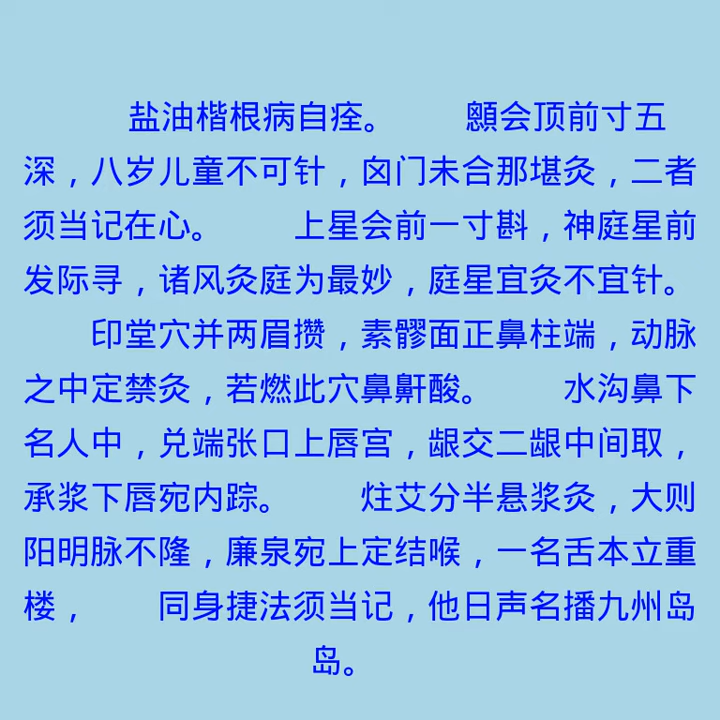 盐油楷根病自痊。 顖会顶前寸五
深，八岁儿童不可针，囟门未合那堪灸，二者
须当记在心。 上星会前一寸斟，神庭星前
发际寻，诸风灸庭为最妙，庭星宜灸不宜针。
印堂穴并两眉攒，素髎面正鼻柱端，动脉
之中定禁灸，若燃此穴鼻鼾酸。 水沟鼻下
名人中，兑端张口上唇宫，龈交二龈中间取，
承浆下唇宛内踪。 炷艾分半悬浆灸，大则
阳明脉不隆，廉泉宛上定结喉，一名舌本立重
楼， 同身捷法须当记，他日声名播九州岛
岛。